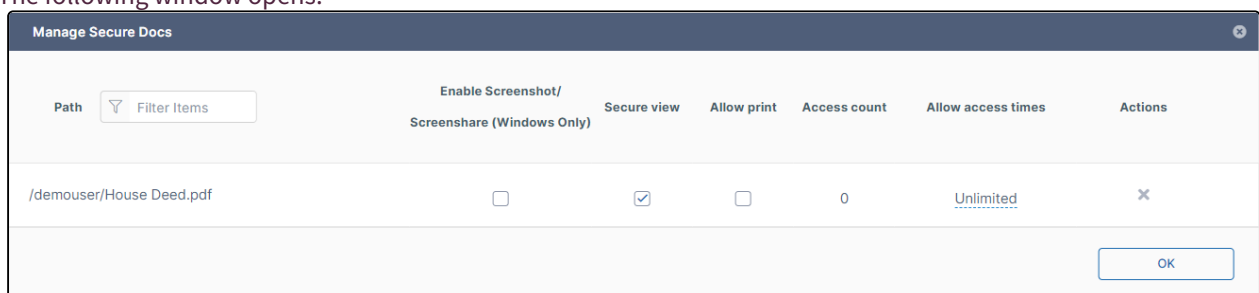 The following window opens:
Manage Secure Docs
Path Filter Items Enable Screenshot/ Screenshare (Windows Only) Secure view Allow print Access count Allow access times Actions
/demouser/House Deed.pdf 0 Unlimited
OK